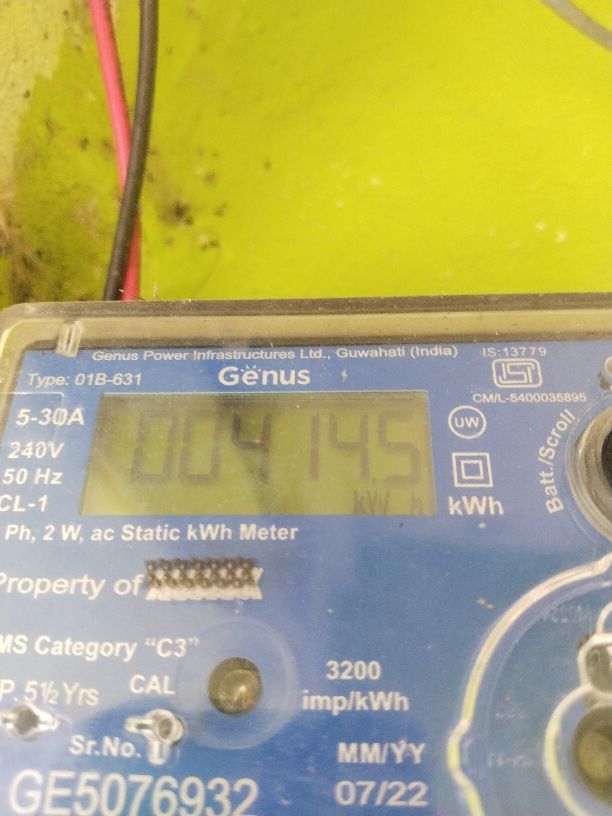 Genus Power Infrastructures Ltd., Guwahati (India) IS:13779
Type: 01B-631 Genus
CM/L-5400035895
5-30A
240V
50 Hz
CL-1
00414.5
kW h
UW
kWh
Batt./Scroll
Ph, 2 W, ac Static kWh Meter
Property of
MS Category "C3"
P. 5½ Yrs CAL
3200
imp/kWh
Sr.No.
MM/YY
GE5076932 07/22